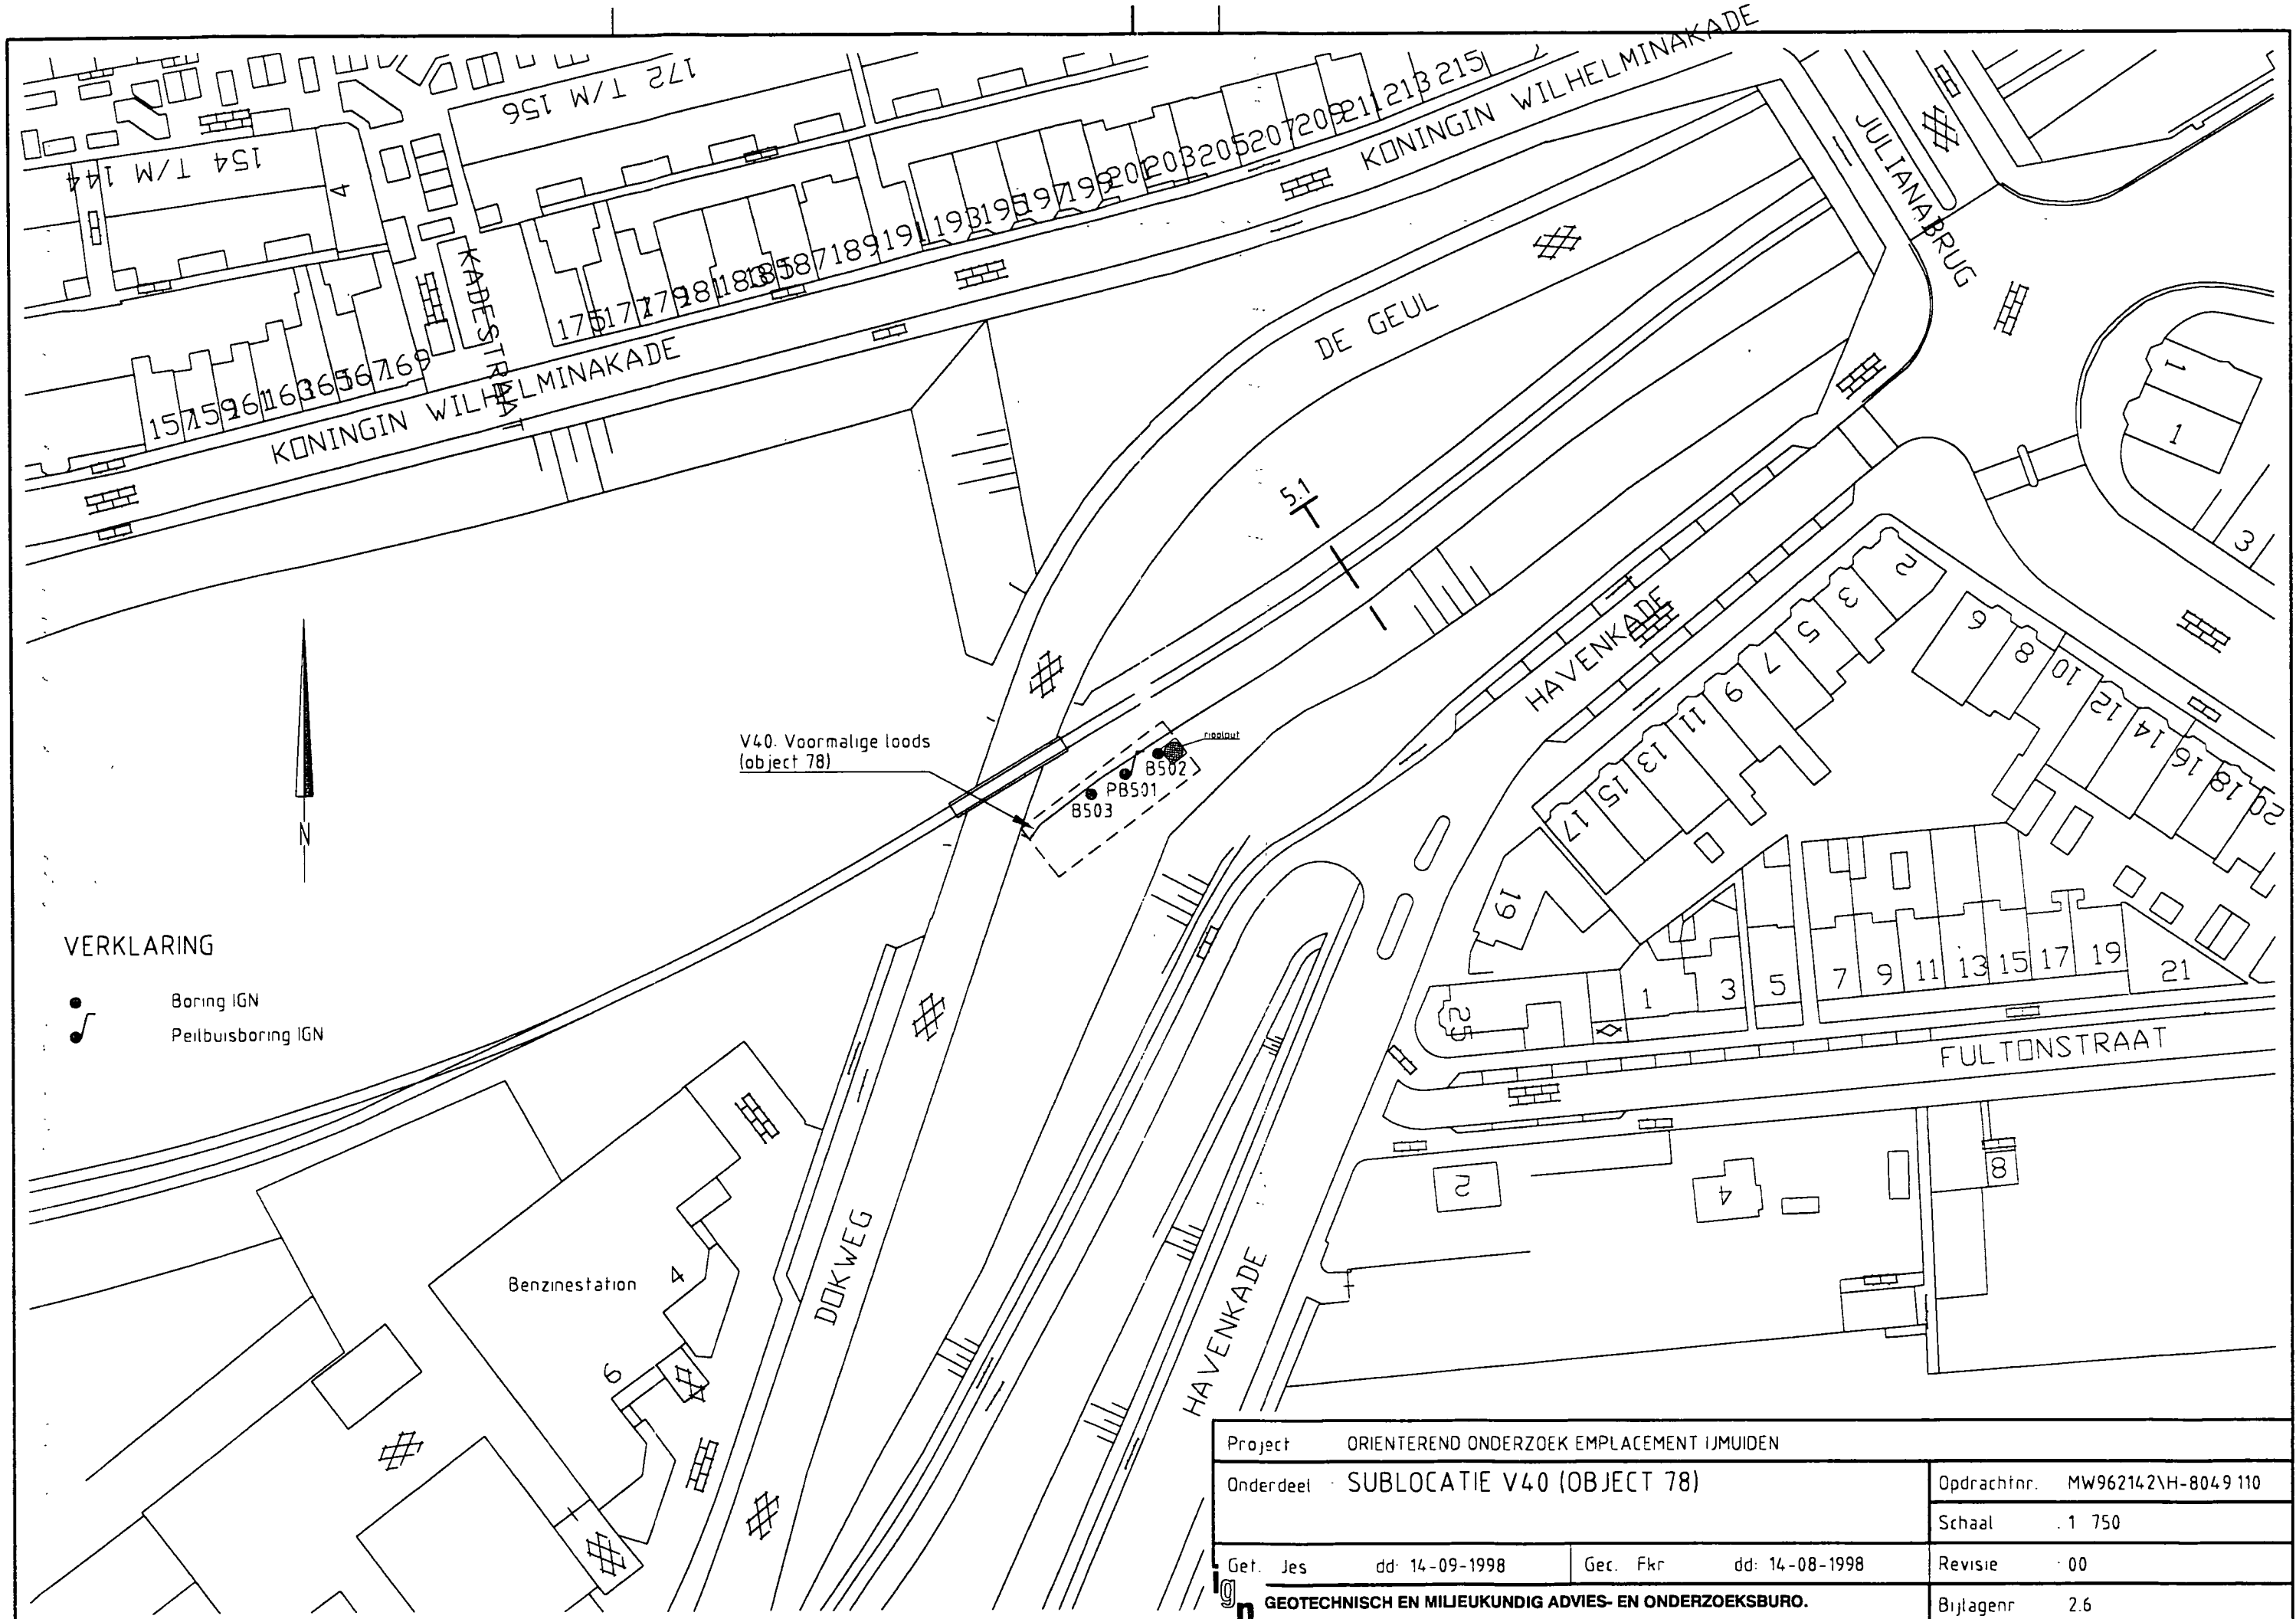 KONINGIN WILHELMINAKADE
172 T/M 156
154 T/M 144
4
JULIANABRUG
201 203 205 207 209 211 213 215
175 177 179 181 183 185 187 189 191 193 195 197 199
KADESTRAAT
157 159 161 163 165 167 169
KONINGIN WILHELMINAKADE
DE GEUL
1
1
3
5.1
HAVENKADE
2
3
5
7
9
11
13
15
17
19
6
8
10
12
14
16
18
20
V40. Voormalige loods
(object 78)
rioolput
B502
PB501
B503
N
VERKLARING
Boring IGN
Peilbuisboring IGN
25
1 3 5 7 9 11 13 15 17 19 21
FULTONSTRAAT
2
4
8
Benzinestation
4
6
DOKWEG
HAVENKADE
Project ORIENTEREND ONDERZOEK EMPLACEMENT IJMUIDEN
Onderdeel SUBLOCATIE V40 (OBJECT 78)
Opdrachtnr. MW962142\H-8049 110
Schaal 1 750
Get. Jes dd: 14-09-1998 Gec. Fkr dd: 14-08-1998
Revisie 00
ign GEOTECHNISCH EN MILIEUKUNDIG ADVIES- EN ONDERZOEKSBURO.
Bijlagenr 2.6